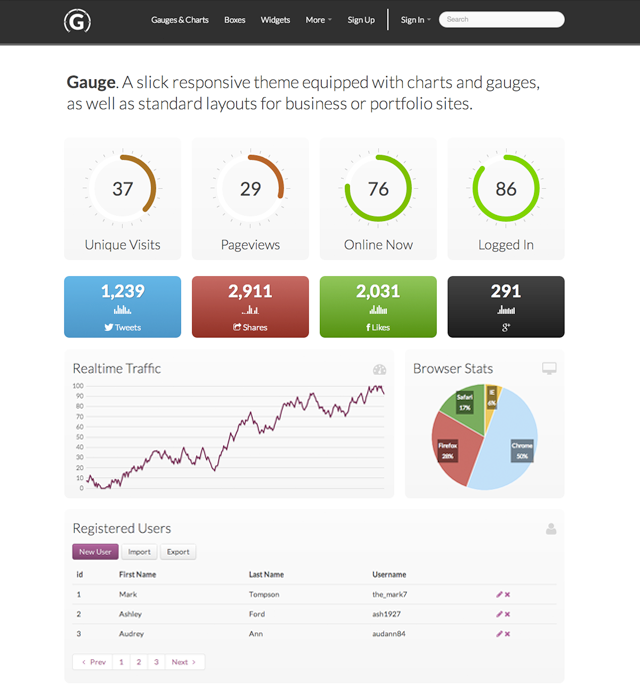 G
Gauges & Charts Boxes Widgets More Sign Up Sign In Search
Gauge. A slick responsive theme equipped with charts and gauges,
as well as standard layouts for business or portfolio sites.
37 29 76 86
Unique Visits Pageviews Online Now Logged In
1,239 2,911 2,031 291
Tweets Shares f Likes g+
Realtime Traffic
100
90
80
70
60
50
40
30
20
10
0
Browser Stats
Safari
17%
IE
6%
Firefox
28%
Chrome
50%
Registered Users
New User Import Export
id First Name Last Name Username
1 Mark Tompson the_mark7
2 Ashley Ford ash1927
3 Audrey Ann audann84
‹ Prev 1 2 3 Next ›